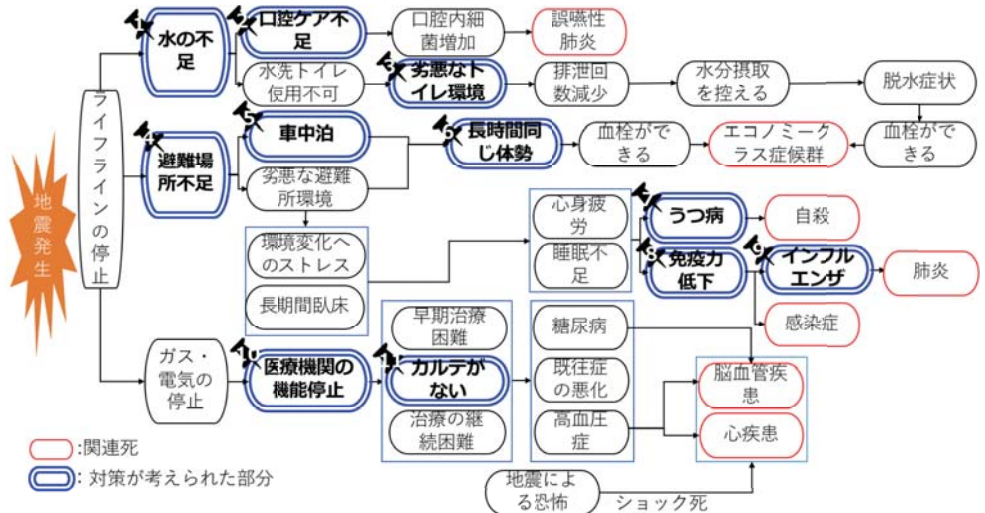 地震発生
ライフラインの停止
1
水の不
足
2
口腔ケア不
足
口腔内細
菌増加
誤嚥性
肺炎
水洗トイレ
使用不可
3
劣悪なト
イレ環境
排泄回
数減少
水分摂取
を控える
脱水症状
4
避難場
所不足
5
車中泊
劣悪な避難
所環境
6
長時間同
じ体勢
血栓がで
きる
エコノミーク
ラス症候群
血栓がで
きる
環境変化へ
のストレス
長期間臥床
心身疲
労
睡眠不
足
7
うつ病
自殺
8
免疫力
低下
9
インフル
エンザ
肺炎
感染症
ガス・
電気の
停止
10
医療機関の
機能停止
早期治療
困難
11
カルテが
ない
治療の継
続困難
糖尿病
既往症
の悪化
高血圧
症
脳血管疾
患
心疾患
地震によ
る恐怖
ショック死
:関連死
: 対策が考えられた部分